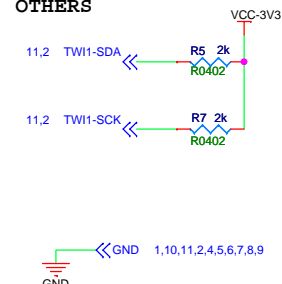 OTHERS
VCC-3V3
11,2 TWI1-SDA R5 2k
R0402
11,2 TWI1-SCK R7 2k
R0402
GND 1,10,11,2,4,5,6,7,8,9
GND